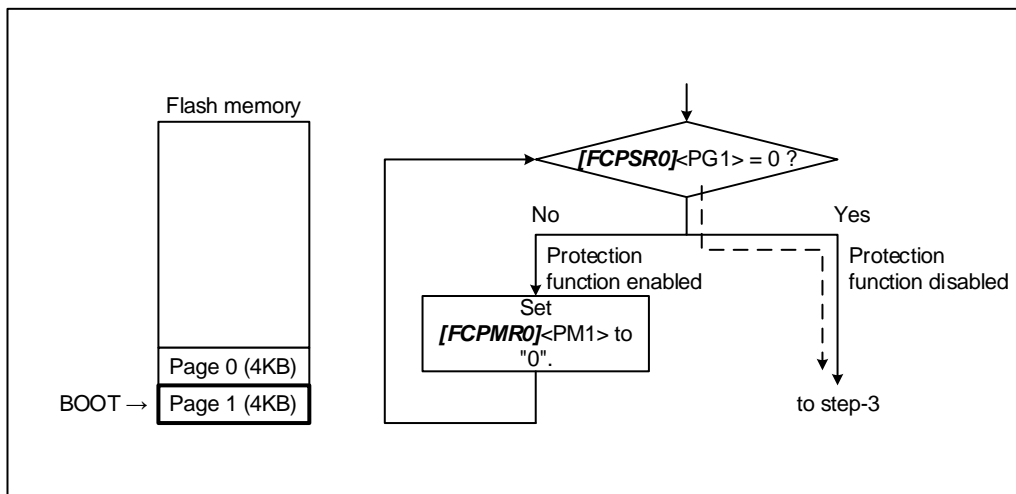 Flash memory
Page 0 (4KB)
BOOT →
Page 1 (4KB)
[FCPSR0]<PG1> = 0 ?
No
Yes
Protection
function enabled
Protection
function disabled
Set
[FCPMR0]<PM1> to
"0".
to step-3